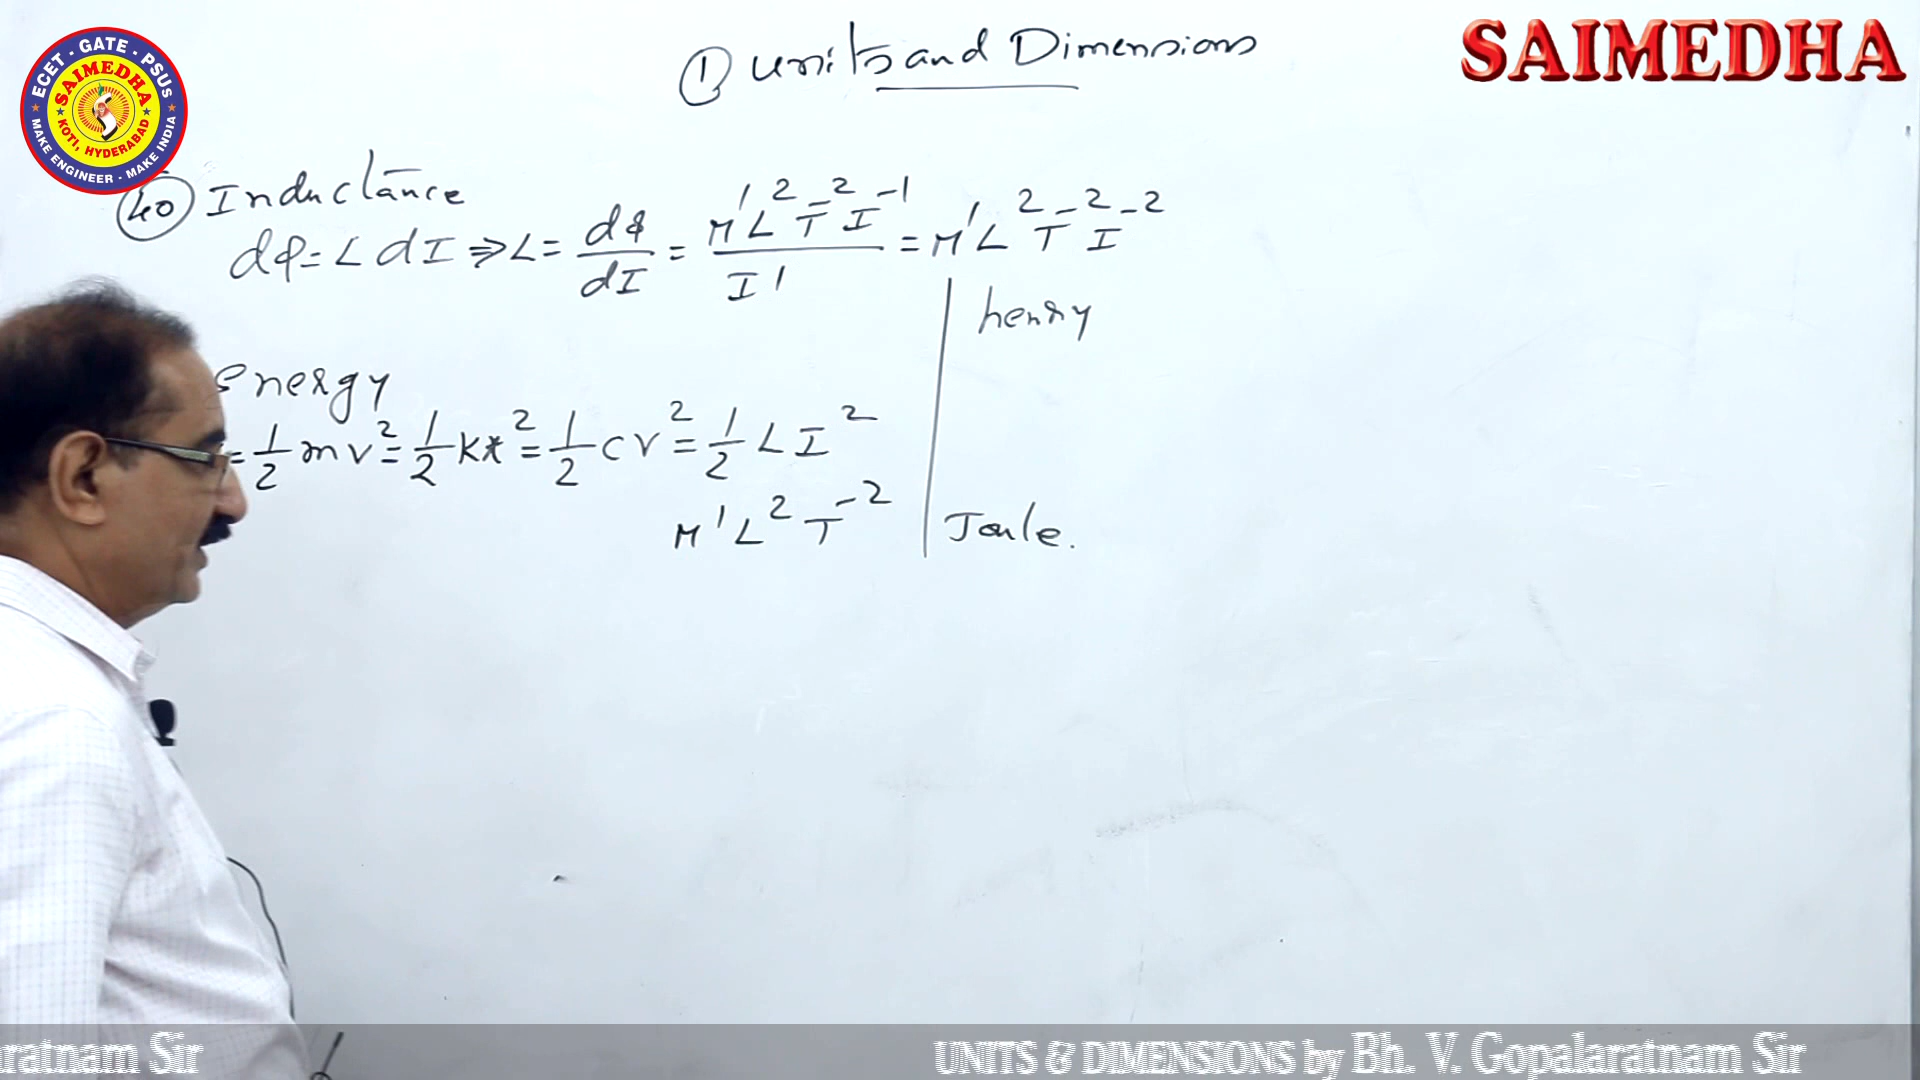 ① Units and Dimensions
SAIMEDHA
ECET - GATE - PSUS
SAIMEDHA
KOTI, HYDERABAD
MAKE ENGINEER - MAKE INDIA
40 Inductance
dφ = L dI ⇒ L = dφ/dI = M¹L²T⁻²I⁻¹/I¹ = M¹L²T⁻²I⁻²
henry
energy
= 1/2 mv² = 1/2 kx² = 1/2 cv² = 1/2 LI²
M¹L²T⁻² Joule.
ratnam Sir UNITS & DIMENSIONS by Bh. V. Gopalaratnam Sir